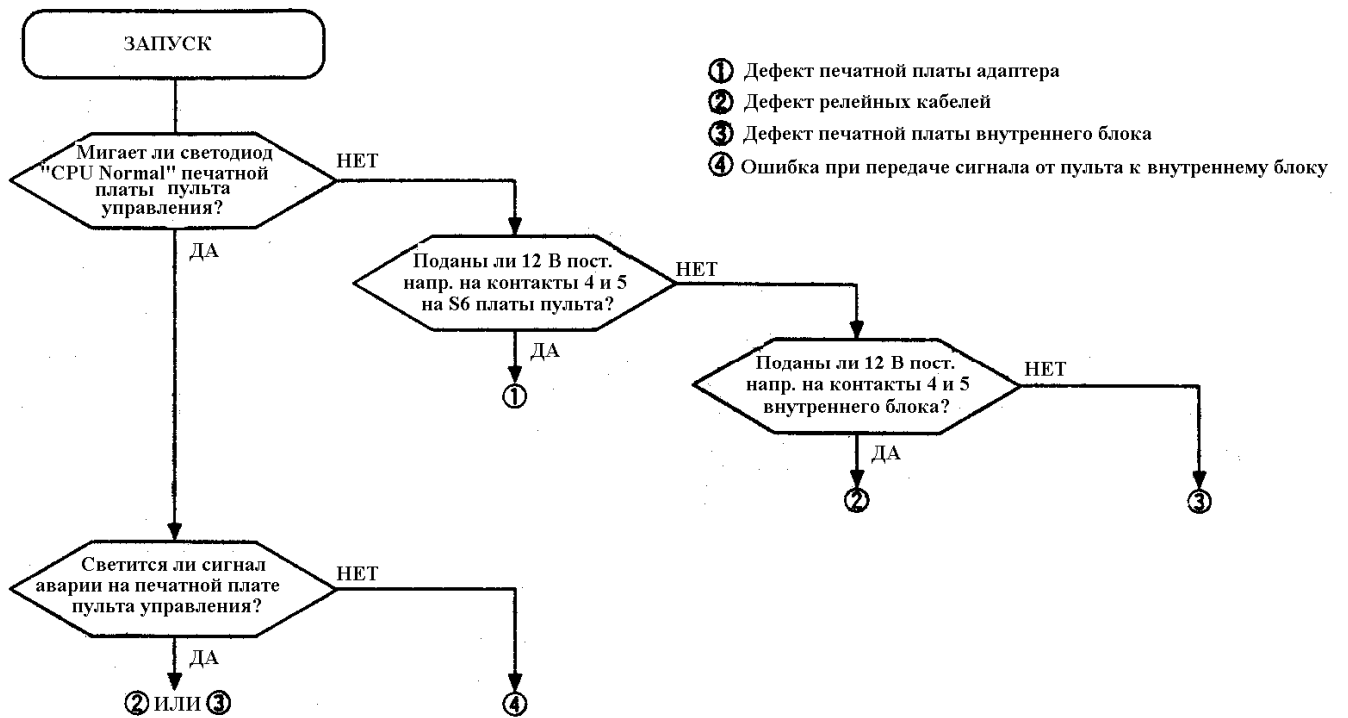 ЗАПУСК
① Дефект печатной платы адаптера
② Дефект релейных кабелей
③ Дефект печатной платы внутреннего блока
④ Ошибка при передаче сигнала от пульта к внутреннему блоку
Мигает ли светодиод
"CPU Normal" печатной
платы пульта
управления?
НЕТ
ДА
Поданы ли 12 В пост.
напр. на контакты 4 и 5
на S6 платы пульта?
НЕТ
ДА
①
Поданы ли 12 В пост.
напр. на контакты 4 и 5
внутреннего блока?
НЕТ
ДА
②
③
Светится ли сигнал
аварии на печатной плате
пульта управления?
НЕТ
ДА
② ИЛИ ③
④